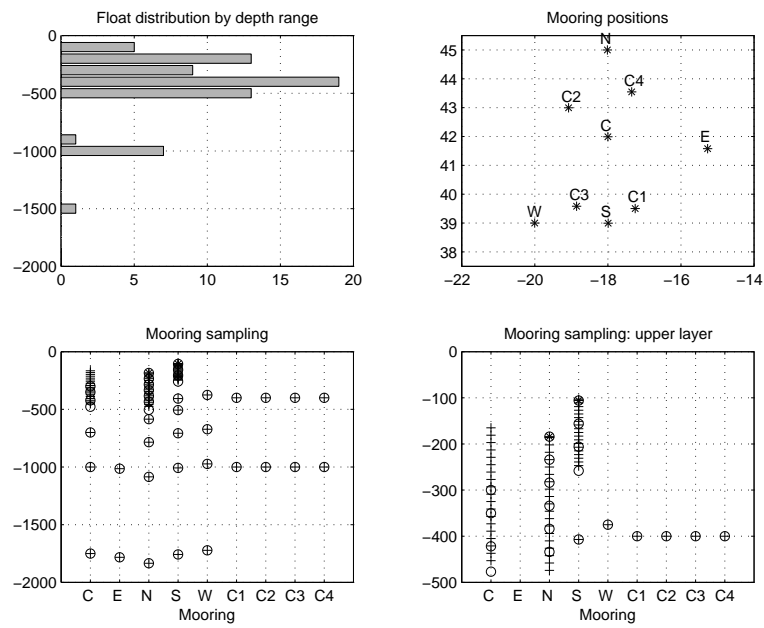 Float distribution by depth range
0
−500
−1000
−1500
−2000
0 5 10 15 20
Mooring positions
45
44
43
42
41
40
39
38
−22 −20 −18 −16 −14
N
C4
C2
C
E
C3
C1
W
S
Mooring sampling
0
−500
−1000
−1500
−2000
C E N S W C1 C2 C3 C4
Mooring
Mooring sampling: upper layer
0
−100
−200
−300
−400
−500
C E N S W C1 C2 C3 C4
Mooring